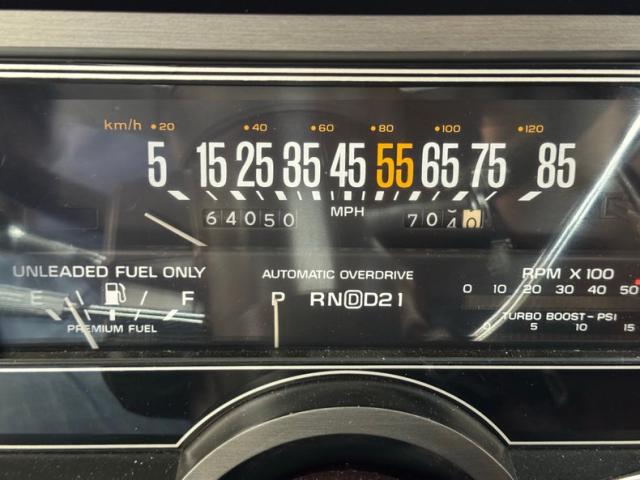 km/h 20 40 60 80 100 120
5 15 25 35 45 55 65 75 85
MPH
64050 7040
UNLEADED FUEL ONLY
E F
PREMIUM FUEL
AUTOMATIC OVERDRIVE
P RNDD21
RPM X 100
0 10 20 30 40 50
TURBO BOOST-PSI
0 5 10 15